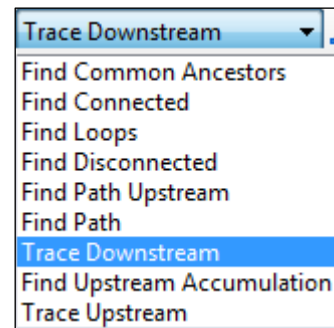 Trace Downstream
Find Common Ancestors
Find Connected
Find Loops
Find Disconnected
Find Path Upstream
Find Path
Trace Downstream
Find Upstream Accumulation
Trace Upstream